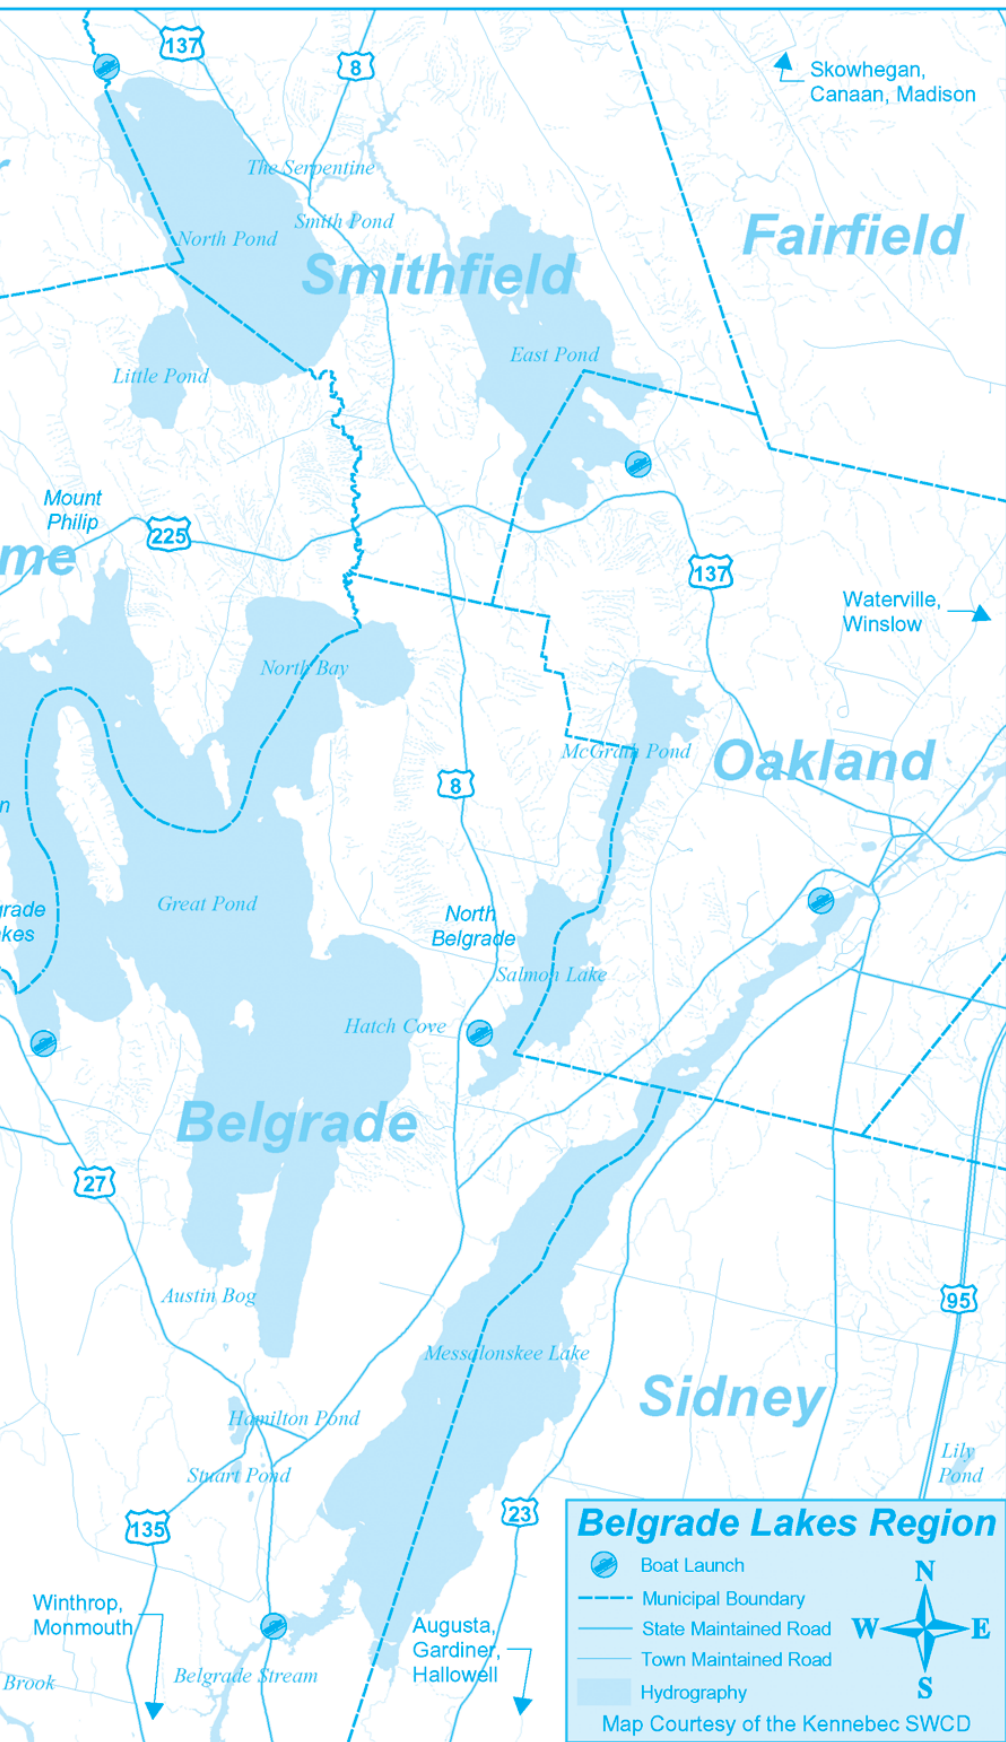 137
8
Skowhegan,
Canaan, Madison
The Serpentine
Smith Pond
North Pond
Fairfield
Smithfield
East Pond
Little Pond
Mount
Philip
225
me
137
Waterville,
Winslow
North Bay
McGrath Pond
Oakland
8
n
Great Pond
grade
kes
North
Belgrade
Salmon Lake
Hatch Cove
Belgrade
27
Austin Bog
95
Messalonskee Lake
Sidney
Hamilton Pond
Stuart Pond
Lily
Pond
135
23
Winthrop,
Monmouth
Augusta,
Gardiner,
Hallowell
Brook
Belgrade Stream
Belgrade Lakes Region
Boat Launch
Municipal Boundary
State Maintained Road
Town Maintained Road
Hydrography
N
W
E
S
Map Courtesy of the Kennebec SWCD